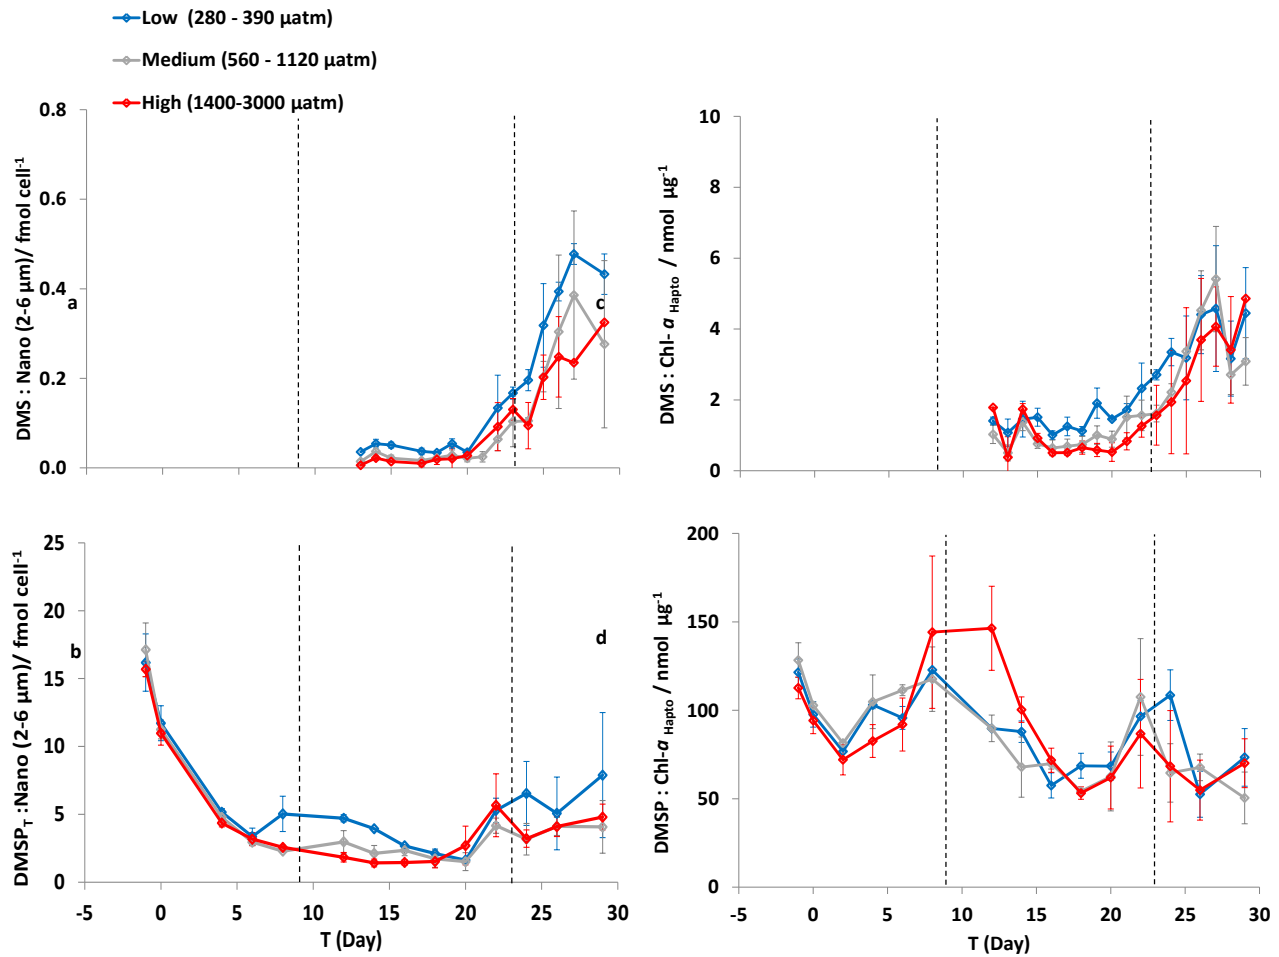 Low (280 - 390 µatm)
Medium (560 - 1120 µatm)
High (1400-3000 µatm)
DMS : Nano (2-6 µm)/ fmol cell-1
0.8
0.6
0.4
0.2
0.0
a
DMS : Chl-a Hapto / nmol µg-1
10
8
6
4
2
0
c
DMSPT :Nano (2-6 µm)/ fmol cell-1
25
20
15
10
5
0
b
-5 0 5 10 15 20 25 30
T (Day)
DMSP : Chl-a Hapto / nmol µg-1
200
150
100
50
0
d
-5 0 5 10 15 20 25 30
T (Day)